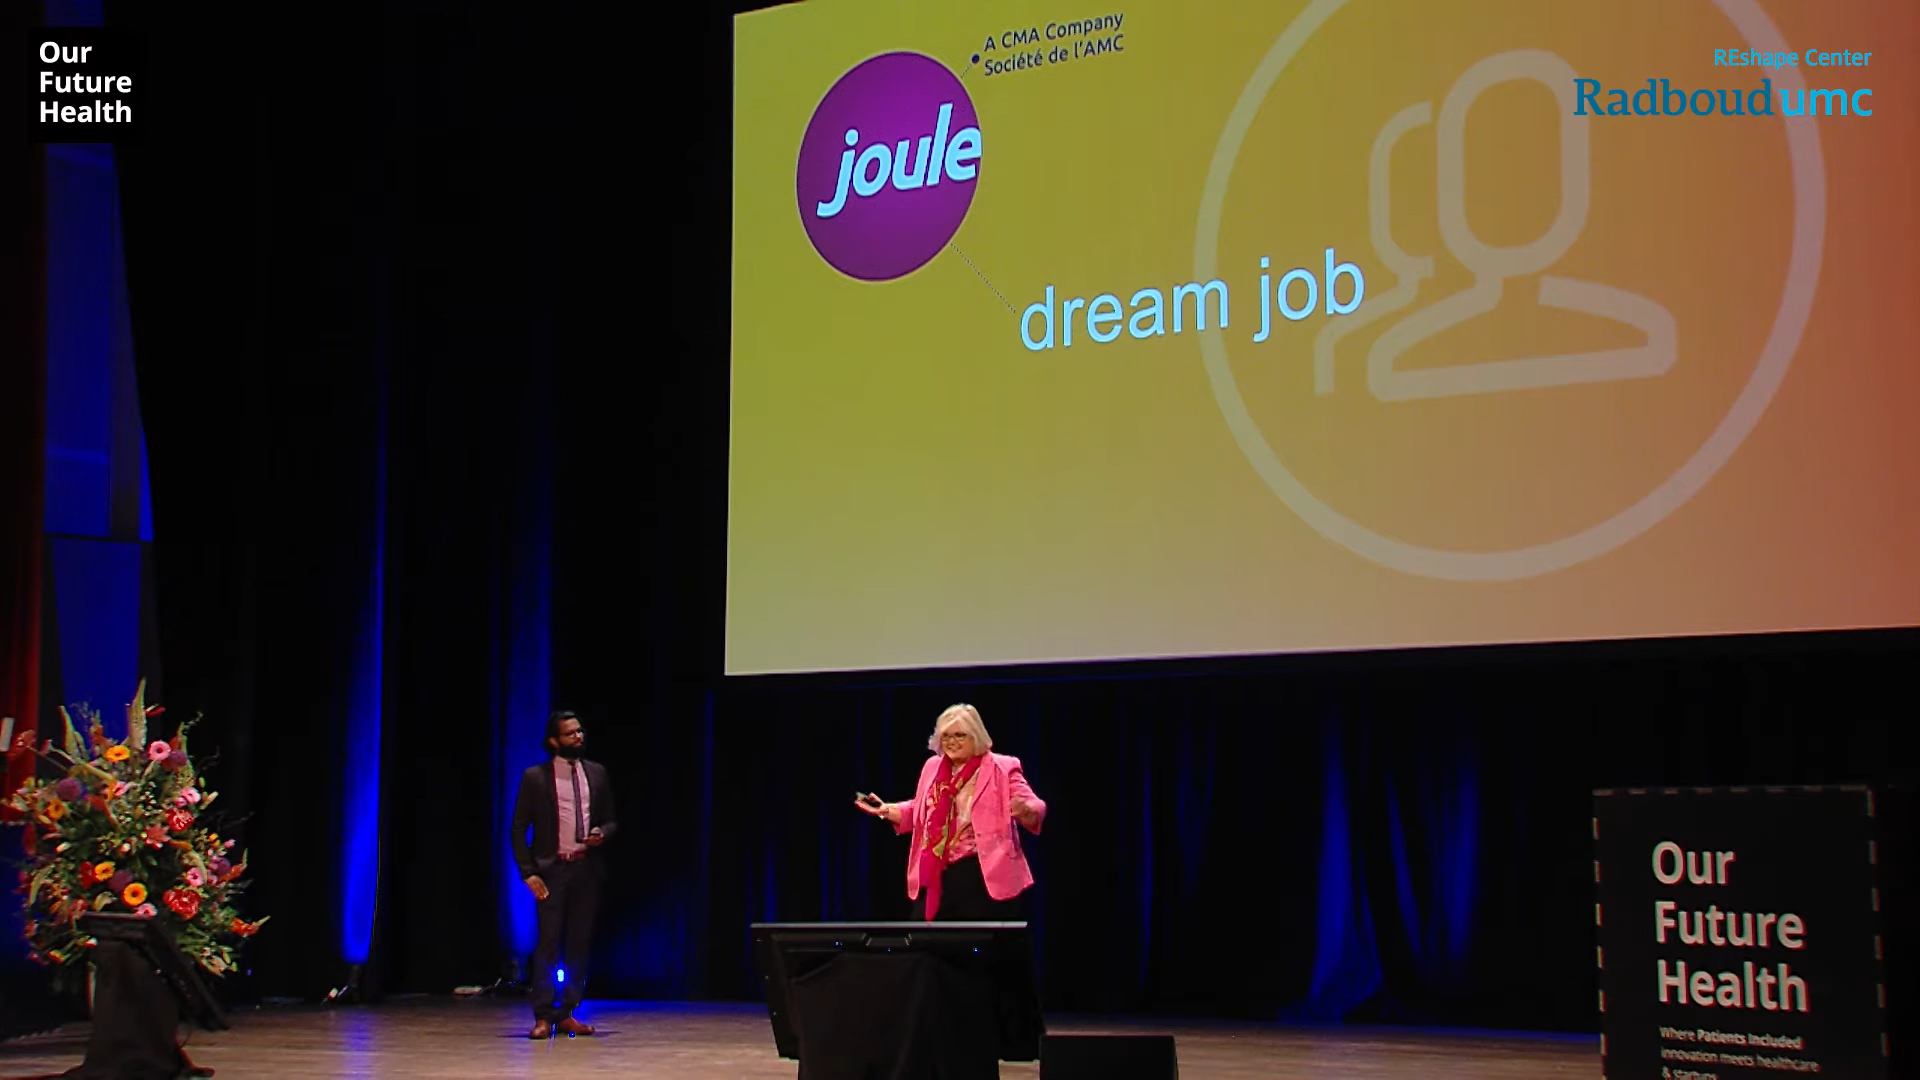 Our
Future
Health
A CMA Company
Société de l'AMC
joule
dream job
REshape Center
Radboudumc
Our
Future
Health
Where Patients Included
innovation meets healthcare
& startups